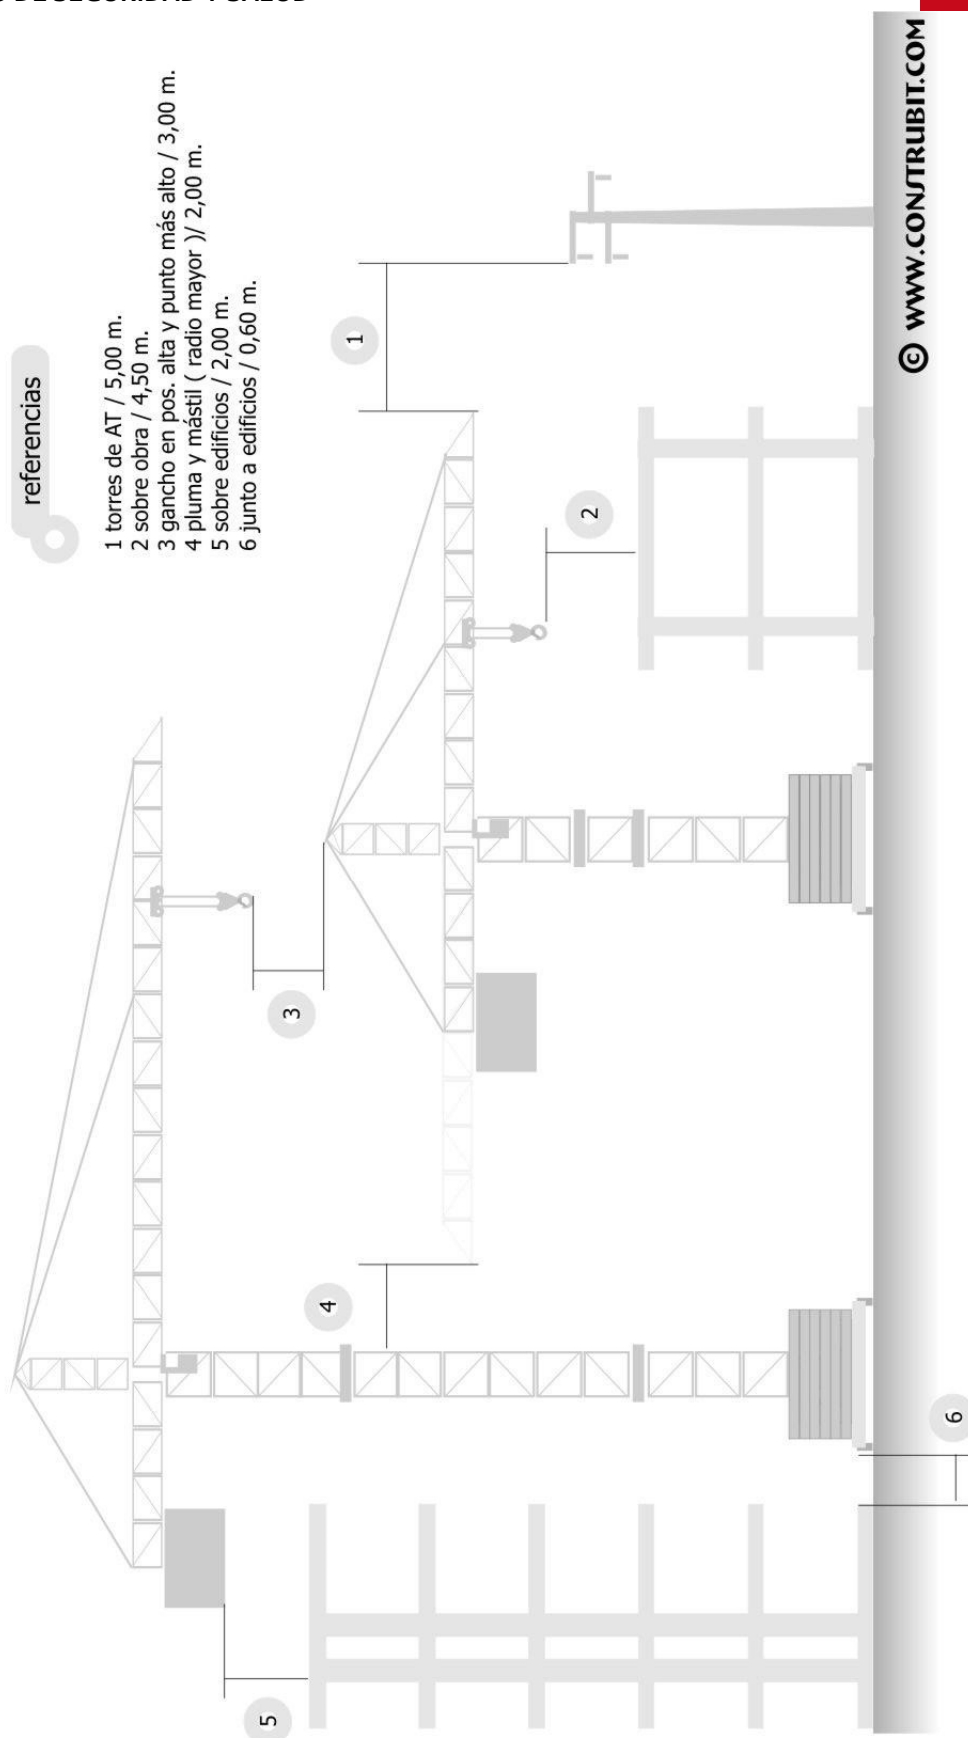 referencias
1 torres de AT / 5,00 m.
2 sobre obra / 4,50 m.
3 gancho en pos. alta y punto más alto / 3,00 m.
4 pluma y mástil ( radio mayor )/ 2,00 m.
5 sobre edificios / 2,00 m.
6 junto a edificios / 0,60 m.
1
2
3
4
5
6
© WWW.CONSTRUBIT.COM